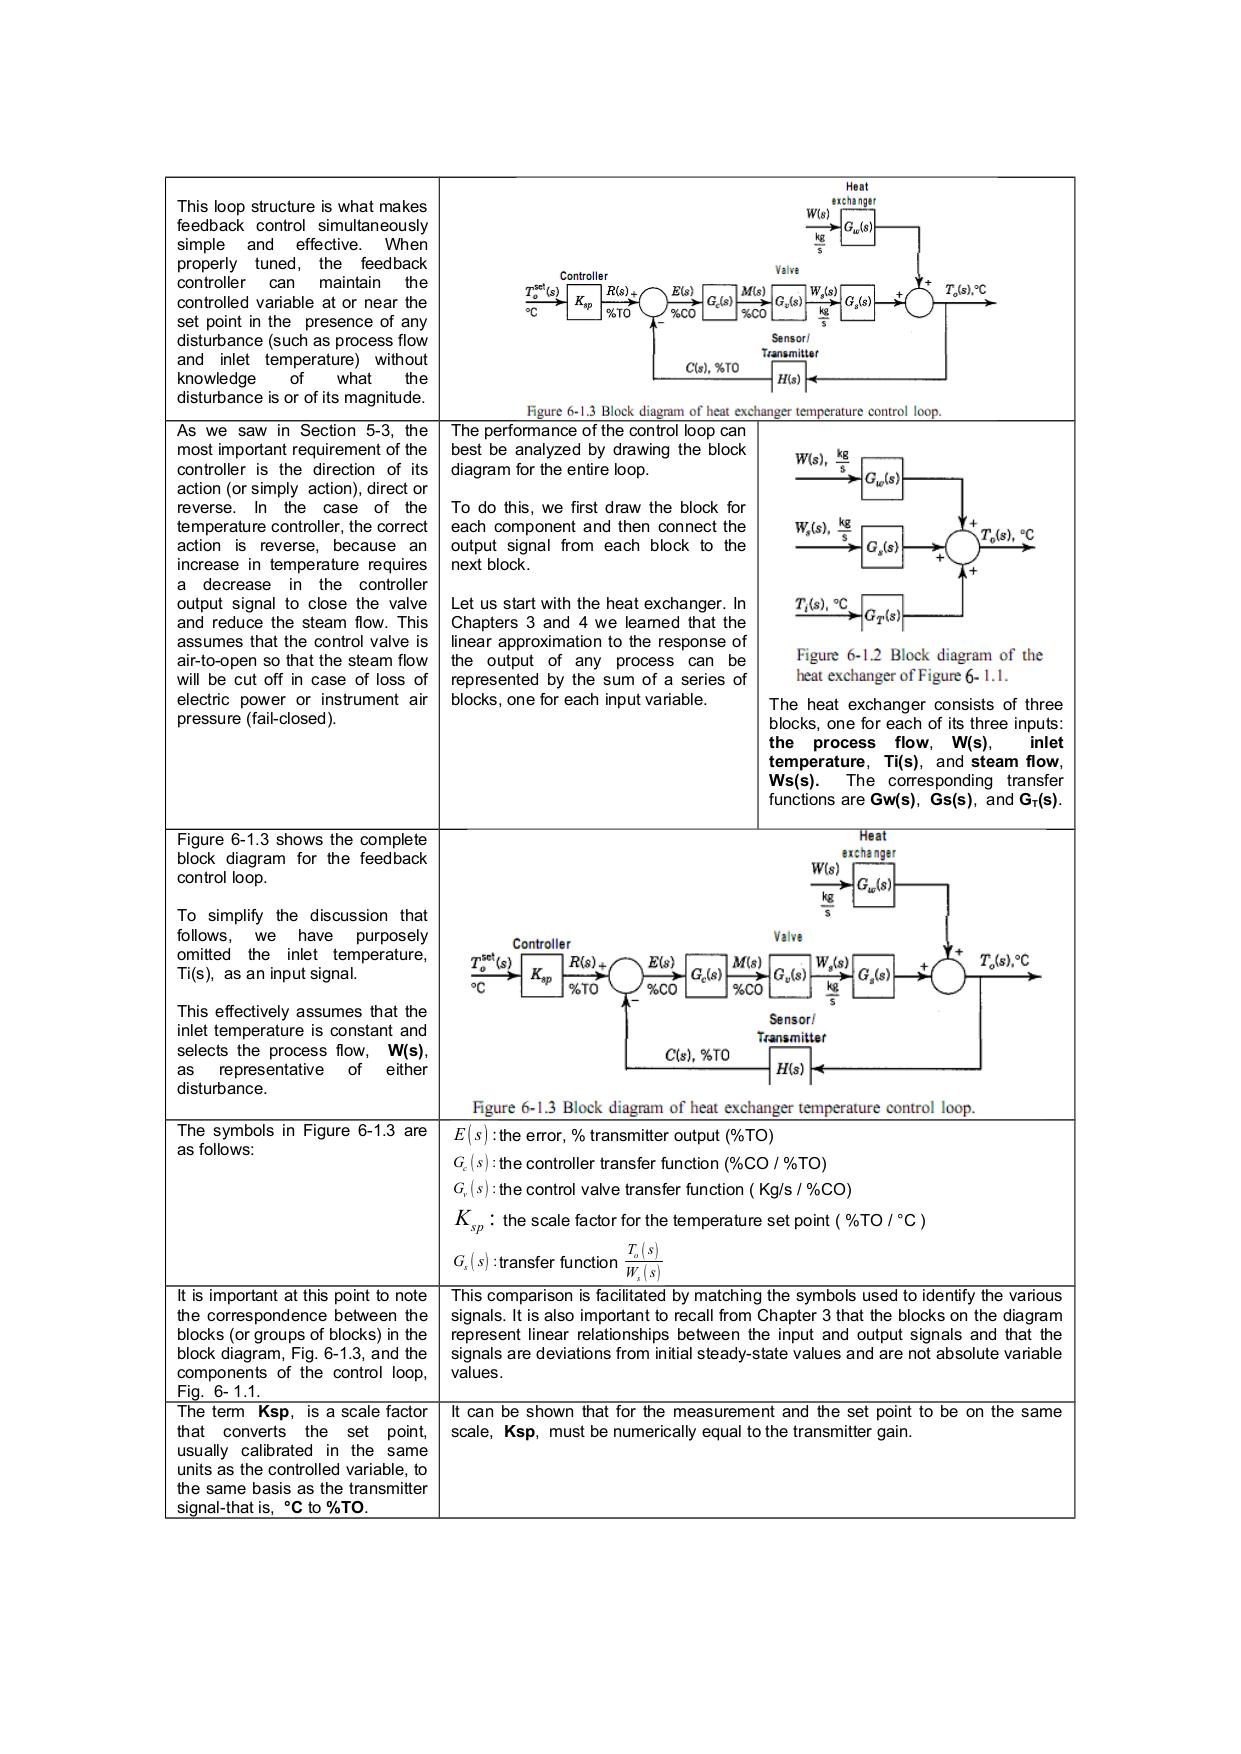 This loop structure is what makes
feedback control simultaneously
simple and effective. When
properly tuned, the feedback
controller can maintain the
controlled variable at or near the
set point in the presence of any
disturbance (such as process flow
and inlet temperature) without
knowledge of what the
disturbance is or of its magnitude.
Heat
exchanger
W(s)
kg
s
G_w(s)
Controller
Valve
T_o^set(s)
°C
K_sp
R(s)
%TO
+
−
E(s)
%CO
G_c(s)
M(s)
%CO
G_v(s)
W_s(s)
kg
s
G_s(s)
+
+
T_o(s), °C
Sensor/
Transmitter
C(s), %TO
H(s)
Figure 6-1.3 Block diagram of heat exchanger temperature control loop.
As we saw in Section 5-3, the
most important requirement of the
controller is the direction of its
action (or simply action), direct or
reverse. In the case of the
temperature controller, the correct
action is reverse, because an
increase in temperature requires
a decrease in the controller
output signal to close the valve
and reduce the steam flow. This
assumes that the control valve is
air-to-open so that the steam flow
will be cut off in case of loss of
electric power or instrument air
pressure (fail-closed).
The performance of the control loop can
best be analyzed by drawing the block
diagram for the entire loop.
To do this, we first draw the block for
each component and then connect the
output signal from each block to the
next block.
Let us start with the heat exchanger. In
Chapters 3 and 4 we learned that the
linear approximation to the response of
the output of any process can be
represented by the sum of a series of
blocks, one for each input variable.
W(s), kg/s
G_w(s)
W_s(s), kg/s
G_s(s)
+
+
+
T_o(s), °C
T_i(s), °C
G_T(s)
Figure 6-1.2 Block diagram of the
heat exchanger of Figure 6- 1.1.
The heat exchanger consists of three
blocks, one for each of its three inputs:
the process flow, W(s), inlet
temperature, Ti(s), and steam flow,
Ws(s). The corresponding transfer
functions are Gw(s), Gs(s), and G_T(s).
Figure 6-1.3 shows the complete
block diagram for the feedback
control loop.
To simplify the discussion that
follows, we have purposely
omitted the inlet temperature,
Ti(s), as an input signal.
This effectively assumes that the
inlet temperature is constant and
selects the process flow, W(s),
as representative of either
disturbance.
Heat
exchanger
W(s)
kg
s
G_w(s)
Controller
Valve
T_o^set(s)
°C
K_sp
R(s)
%TO
+
−
E(s)
%CO
G_c(s)
M(s)
%CO
G_v(s)
W_s(s)
kg
s
G_s(s)
+
+
T_o(s), °C
Sensor/
Transmitter
C(s), %TO
H(s)
Figure 6-1.3 Block diagram of heat exchanger temperature control loop.
The symbols in Figure 6-1.3 are
as follows:
E(s): the error, % transmitter output (%TO)
G_c(s): the controller transfer function (%CO / %TO)
G_v(s): the control valve transfer function ( Kg/s / %CO)
K_sp : the scale factor for the temperature set point ( %TO / °C )
G_s(s): transfer function T_o(s)/W_s(s)
It is important at this point to note
the correspondence between the
blocks (or groups of blocks) in the
block diagram, Fig. 6-1.3, and the
components of the control loop,
Fig. 6- 1.1.
This comparison is facilitated by matching the symbols used to identify the various
signals. It is also important to recall from Chapter 3 that the blocks on the diagram
represent linear relationships between the input and output signals and that the
signals are deviations from initial steady-state values and are not absolute variable
values.
The term Ksp, is a scale factor
that converts the set point,
usually calibrated in the same
units as the controlled variable, to
the same basis as the transmitter
signal-that is, °C to %TO.
It can be shown that for the measurement and the set point to be on the same
scale, Ksp, must be numerically equal to the transmitter gain.